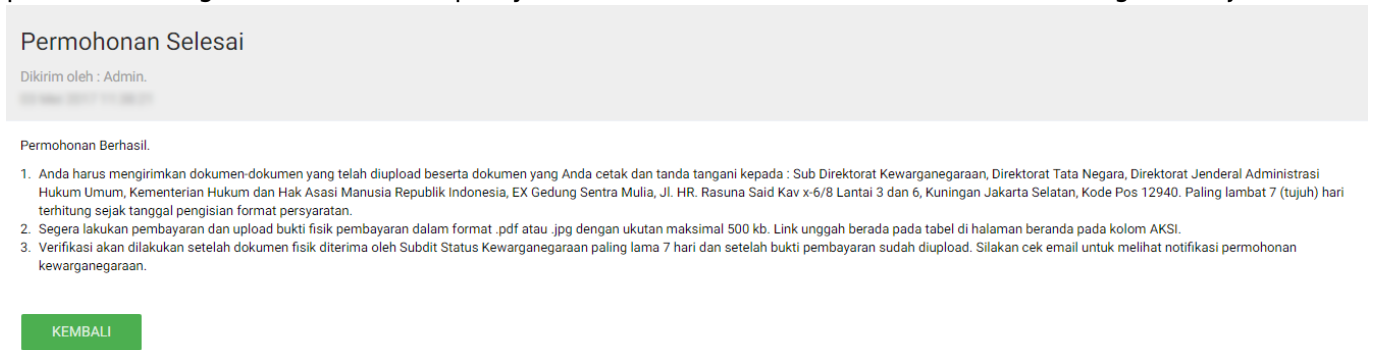 Permohonan Selesai
Dikirim oleh : Admin.
Permohonan Berhasil.
1. Anda harus mengirimkan dokumen-dokumen yang telah diupload beserta dokumen yang Anda cetak dan tanda tangani kepada : Sub Direktorat Kewarganegaraan, Direktorat Tata Negara, Direktorat Jenderal Administrasi
Hukum Umum, Kementerian Hukum dan Hak Asasi Manusia Republik Indonesia, EX Gedung Sentra Mulia, Jl. HR. Rasuna Said Kav x-6/8 Lantai 3 dan 6, Kuningan Jakarta Selatan, Kode Pos 12940. Paling lambat 7 (tujuh) hari
terhitung sejak tanggal pengisian format persyaratan.
2. Segera lakukan pembayaran dan upload bukti fisik pembayaran dalam format .pdf atau .jpg dengan ukutan maksimal 500 kb. Link unggah berada pada tabel di halaman beranda pada kolom AKSI.
3. Verifikasi akan dilakukan setelah dokumen fisik diterima oleh Subdit Status Kewarganegaraan paling lama 7 hari dan setelah bukti pembayaran sudah diupload. Silakan cek email untuk melihat notifikasi permohonan
kewarganegaraan.
KEMBALI